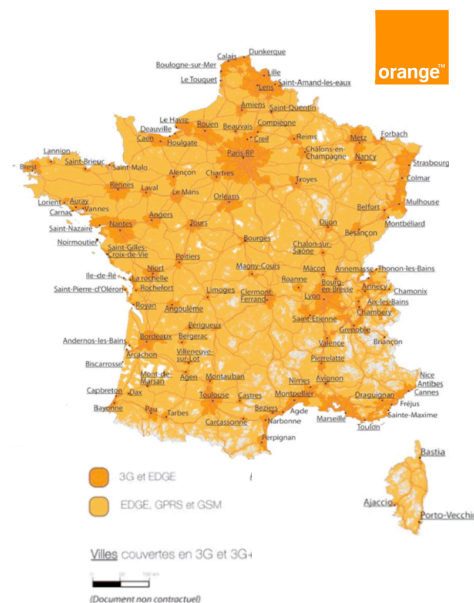 orange™
Dunkerque
Calais
Boulogne-sur-Mer
Lille
Le Touquet
Saint-Amand-les-eaux
Lens
Amiens
Saint-Quentin
Le Havre
Rouen
Beauvais
Compiègne
Deauville
Creil
Reims
Caen
Houlgate
Metz
Forbach
Châlons-en-
Champagne
Paris RP
Nancy
Strasbourg
Lannion
Saint-Brieuc
Saint-Malo
Alençon
Chartres
Troyes
Colmar
Brest
Rennes
Laval
Le Mans
Orléans
Mulhouse
Lorient
Auray
Vannes
Belfort
Carnac
Angers
Montbéliard
Saint-Nazaire
Nantes
Tours
Dijon
Besançon
Noirmoutier
Bourges
Saint-Gilles-
Croix-de-Vie
Chalon-sur-
Saône
Niort
Poitiers
Magny-Cours
Mâcon
Annemasse
Thonon-les-Bains
Ile-de-Ré
La rochelle
Roanne
Bourg
en Bresse
Annecy
Chamonix
Saint-Pierre-d'Oléron
Rochefort
Limoges
Clermont
Ferrand
Lyon
Aix-les-Bains
Chambéry
Royan
Angoulême
Saint-Étienne
Grenoble
Périgueux
Valence
Briançon
Andernos-les-Bains
Bordeaux
Bergerac
Arcachon
Villeneuve-
sur-Lot
Pierrelatte
Biscarrosse
Agen
Montauban
Avignon
Nice
Mont-de-
Marsan
Nimes
Antibes
Capbreton
Dax
Toulouse
Castres
Montpellier
Draguignan
Cannes
Bayonne
Pau
Tarbes
Béziers
Agde
Fréjus
Carcassonne
Narbonne
Marseille
Sainte-Maxime
Toulon
Perpignan
Bastia
3G et EDGE
Ajaccio
EDGE, GPRS et GSM
Porto-Vecchi
Villes couvertes en 3G et 3G+
(Document non contractuel)